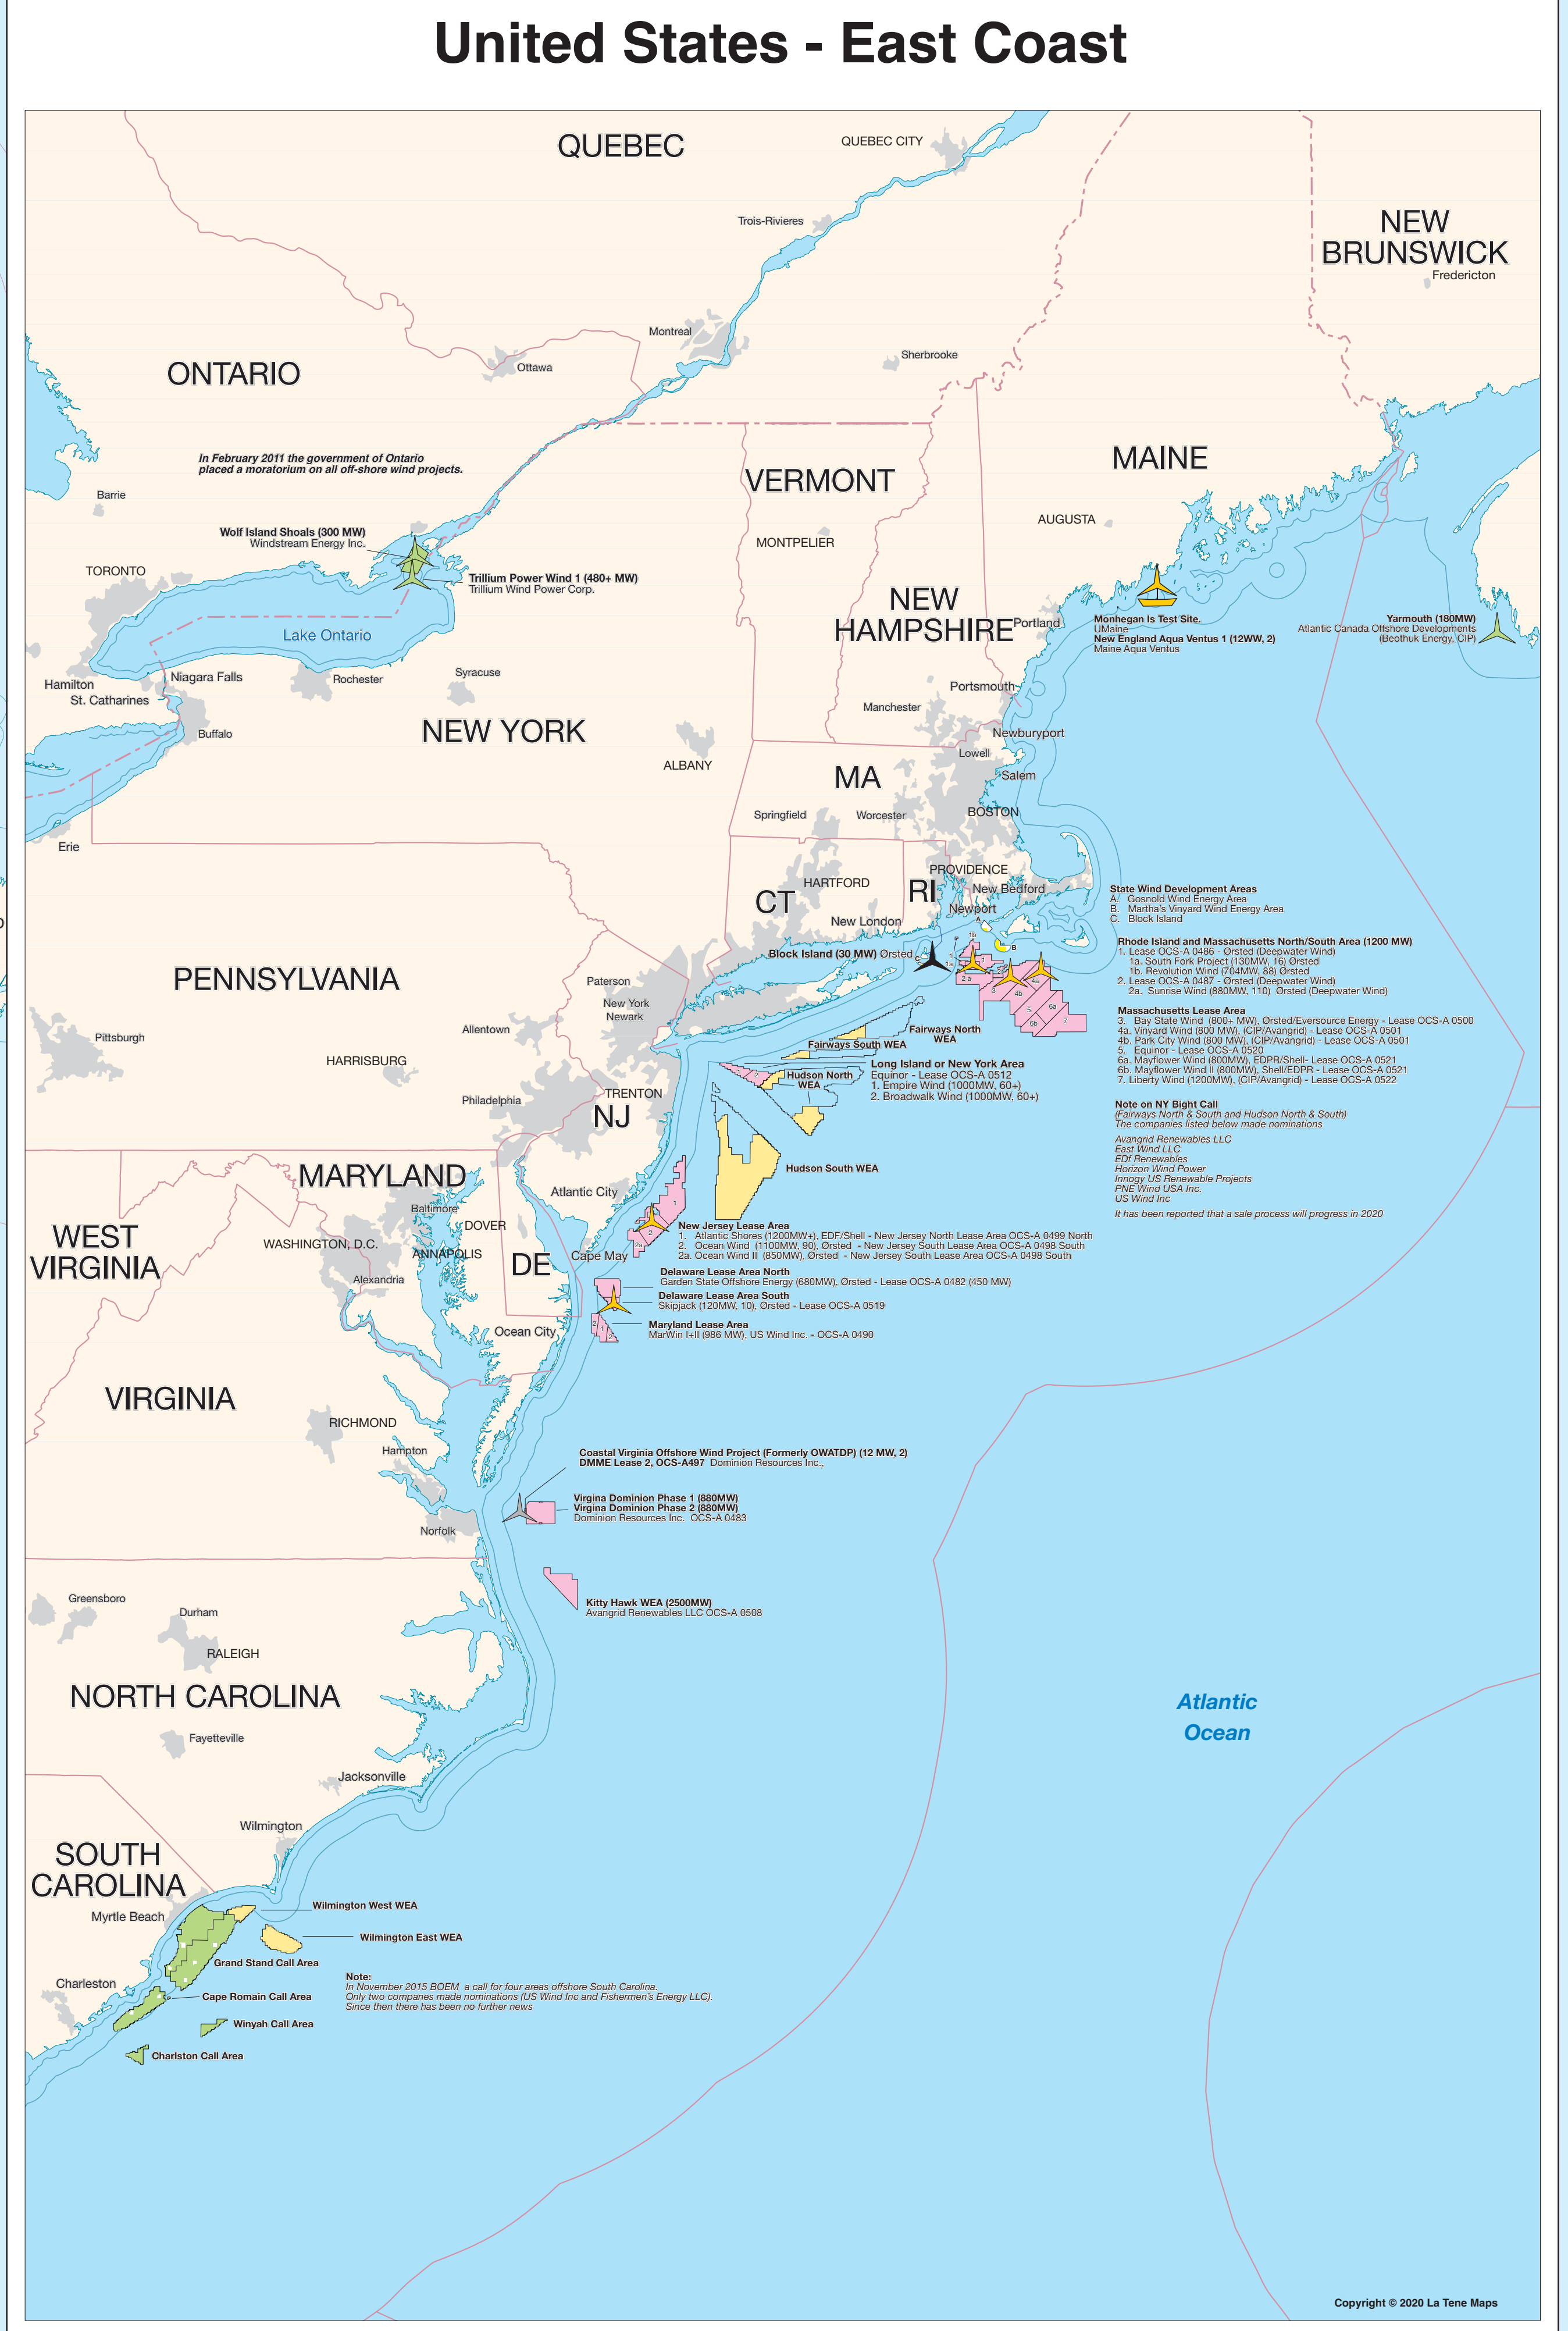 United States - East Coast
QUEBEC
QUEBEC CITY
Trois-Rivieres
NEW
BRUNSWICK
Fredericton
Montreal
Sherbrooke
Ottawa
ONTARIO
In February 2011 the government of Ontario
placed a moratorium on all off-shore wind projects.
MAINE
VERMONT
Barrie
AUGUSTA
Wolf Island Shoals (300 MW)
Windstream Energy Inc.
MONTPELIER
TORONTO
Trillium Power Wind 1 (480+ MW)
Trillium Wind Power Corp.
NEW
HAMPSHIRE
Portland
Monhegan Is Test Site.
UMaine
New England Aqua Ventus 1 (12WW, 2)
Maine Aqua Ventus
Yarmouth (180MW)
Atlantic Canada Offshore Developments
(Beothuk Energy, CIP)
Lake Ontario
Hamilton
St. Catharines
Niagara Falls
Rochester
Syracuse
Portsmouth
Manchester
Buffalo
NEW YORK
Newburyport
Lowell
ALBANY
MA
Salem
Springfield
Worcester
BOSTON
Erie
PROVIDENCE
HARTFORD
RI
New Bedford
CT
Newport
New London
A
B
C
State Wind Development Areas
A. Gosnold Wind Energy Area
B. Martha's Vinyard Wind Energy Area
C. Block Island
Block Island (30 MW) Ørsted
1b
1
1a
1
2a
3
4a
4b
5
6a
6b
7
Rhode Island and Massachusetts North/South Area (1200 MW)
1. Lease OCS-A 0486 - Ørsted (Deepwater Wind)
1a. South Fork Project (130MW, 16) Ørsted
1b. Revolution Wind (704MW, 88) Ørsted
2. Lease OCS-A 0487 - Ørsted (Deepwater Wind)
2a. Sunrise Wind (880MW, 110) Ørsted (Deepwater Wind)
Massachusetts Lease Area
3. Bay State Wind (800+ MW), Ørsted/Eversource Energy - Lease OCS-A 0500
4a. Vinyard Wind (800 MW), (CIP/Avangrid) - Lease OCS-A 0501
4b. Park City Wind (800 MW), (CIP/Avangrid) - Lease OCS-A 0501
5. Equinor - Lease OCS-A 0520
6a. Mayflower Wind (800MW), EDPR/Shell- Lease OCS-A 0521
6b. Mayflower Wind II (800MW), Shell/EDPR - Lease OCS-A 0521
7. Liberty Wind (1200MW), (CIP/Avangrid) - Lease OCS-A 0522
Note on NY Bight Call
(Fairways North & South and Hudson North & South)
The companies listed below made nominations
Avangrid Renewables LLC
East Wind LLC
EDf Renewables
Horizon Wind Power
Innogy US Renewable Projects
PNE Wind USA Inc.
US Wind Inc
It has been reported that a sale process will progress in 2020
PENNSYLVANIA
Paterson
New York
Newark
Pittsburgh
Allentown
HARRISBURG
Fairways North
WEA
Fairways South WEA
Long Island or New York Area
Equinor - Lease OCS-A 0512
1. Empire Wind (1000MW, 60+)
2. Broadwalk Wind (1000MW, 60+)
Hudson North
WEA
TRENTON
Philadelphia
NJ
Hudson South WEA
MARYLAND
Atlantic City
Baltimore
DOVER
1
2
2a
WEST
VIRGINIA
WASHINGTON, D.C.
ANNAPOLIS
DE
Cape May
Alexandria
New Jersey Lease Area
1. Atlantic Shores (1200MW+), EDF/Shell - New Jersey North Lease Area OCS-A 0499 North
2. Ocean Wind (1100MW, 90), Ørsted - New Jersey South Lease Area OCS-A 0498 South
2a. Ocean Wind II (850MW), Ørsted - New Jersey South Lease Area OCS-A 0498 South
Delaware Lease Area North
Garden State Offshore Energy (680MW), Ørsted - Lease OCS-A 0482 (450 MW)
Delaware Lease Area South
Skipjack (120MW, 10), Ørsted - Lease OCS-A 0519
Maryland Lease Area
MarWin I+II (986 MW), US Wind Inc. - OCS-A 0490
2
1
2
Ocean City
VIRGINIA
RICHMOND
Hampton
Coastal Virginia Offshore Wind Project (Formerly OWATDP) (12 MW, 2)
DMME Lease 2, OCS-A497 Dominion Resources Inc.,
Virgina Dominion Phase 1 (880MW)
Virgina Dominion Phase 2 (880MW)
Dominion Resources Inc. OCS-A 0483
Norfolk
Kitty Hawk WEA (2500MW)
Avangrid Renewables LLC OCS-A 0508
Greensboro
Durham
RALEIGH
NORTH CAROLINA
Atlantic
Ocean
Fayetteville
Jacksonville
Wilmington
SOUTH
CAROLINA
Myrtle Beach
Wilmington West WEA
Wilmington East WEA
Grand Stand Call Area
Charleston
Note:
In November 2015 BOEM a call for four areas offshore South Carolina.
Only two companes made nominations (US Wind Inc and Fishermen's Energy LLC).
Since then there has been no further news
Cape Romain Call Area
Winyah Call Area
Charlston Call Area
Copyright © 2020 La Tene Maps